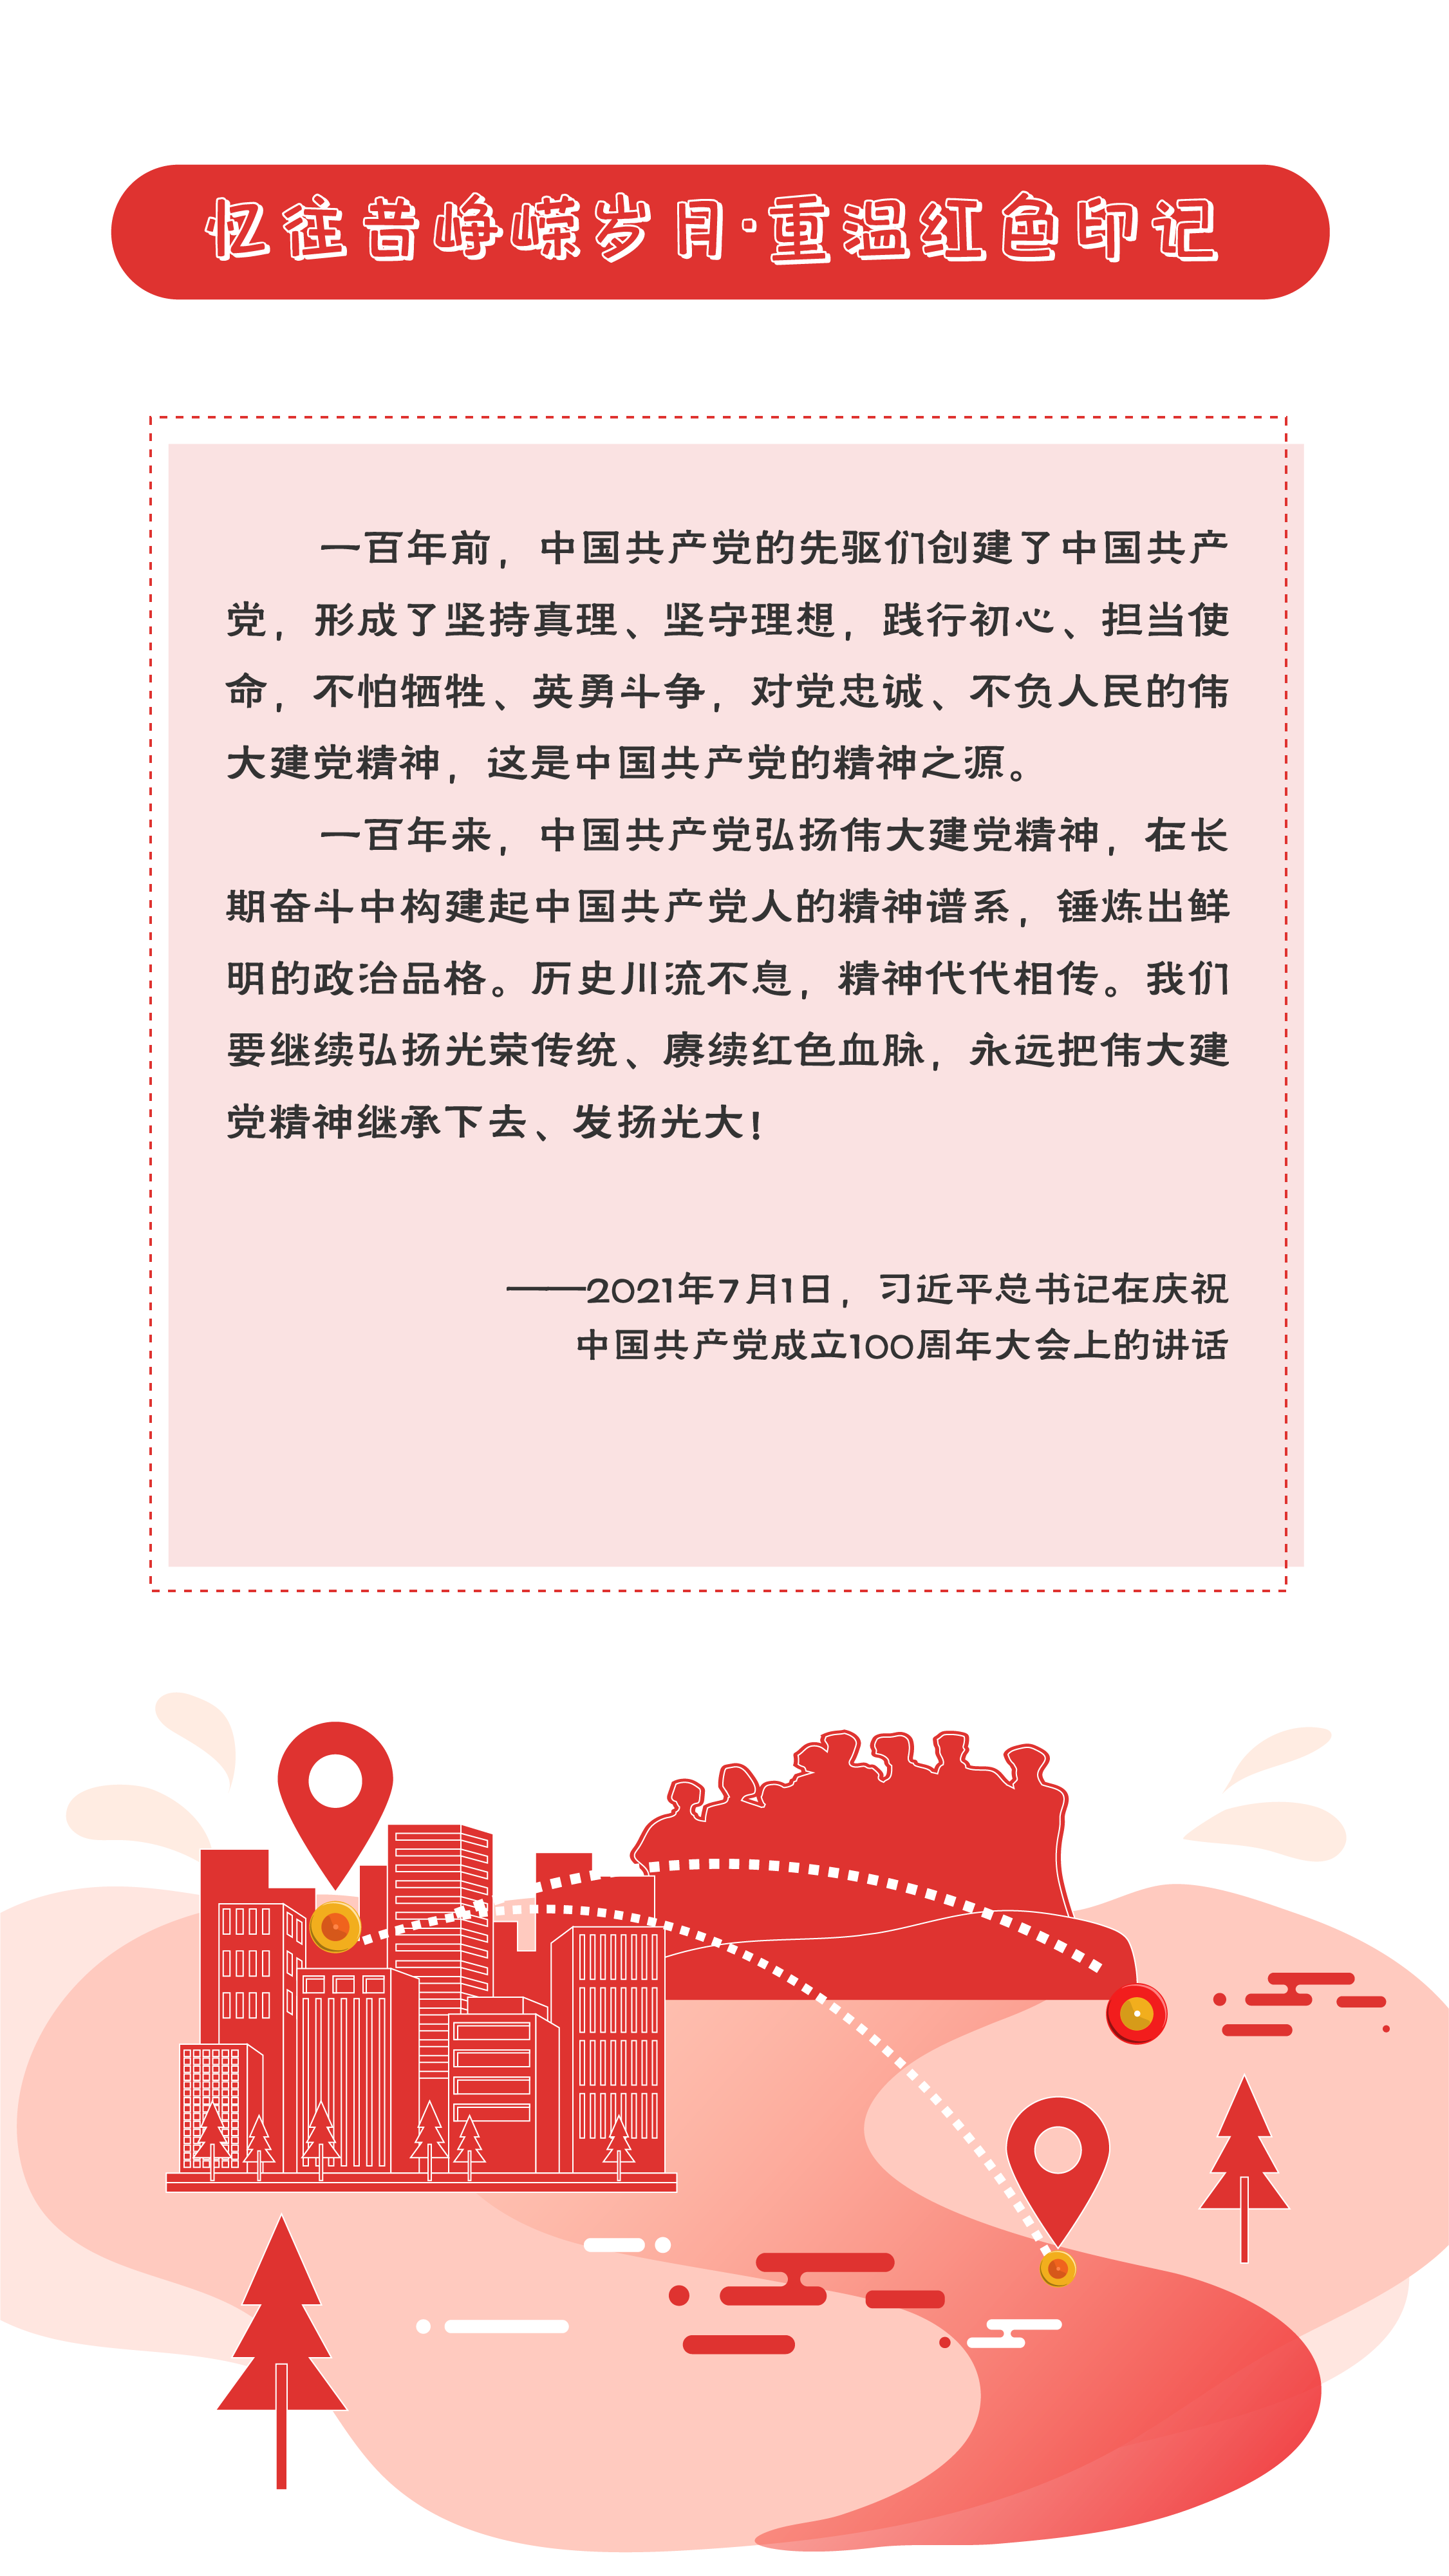 忆往昔峥嵘岁月·重温红色印记
一百年前，中国共产党的先驱们创建了中国共产
党，形成了坚持真理、坚守理想，践行初心、担当使
命，不怕牺牲、英勇斗争，对党忠诚、不负人民的伟
大建党精神，这是中国共产党的精神之源。
一百年来，中国共产党弘扬伟大建党精神，在长
期奋斗中构建起中国共产党人的精神谱系，锤炼出鲜
明的政治品格。历史川流不息，精神代代相传。我们
要继续弘扬光荣传统、赓续红色血脉，永远把伟大建
党精神继承下去、发扬光大!
——2021年7月1日，习近平总书记在庆祝
中国共产党成立100周年大会上的讲话